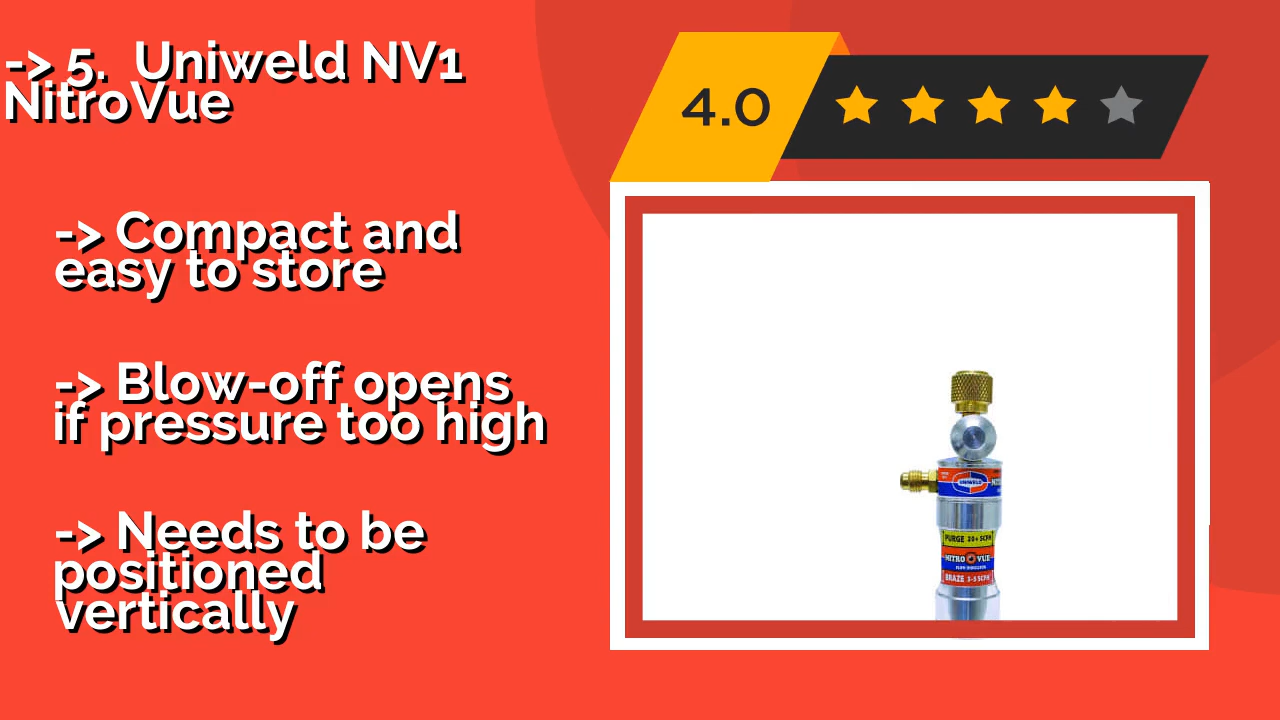 -> 5.  Uniweld NV1
NitroVue
4.0
-> Compact and
easy to store
-> Blow-off opens
if pressure too high
-> Needs to be
positioned
vertically
UNIWELD
PURGE 20+SCFH
NITRO VUE
BRAZE 3-5 SCFH